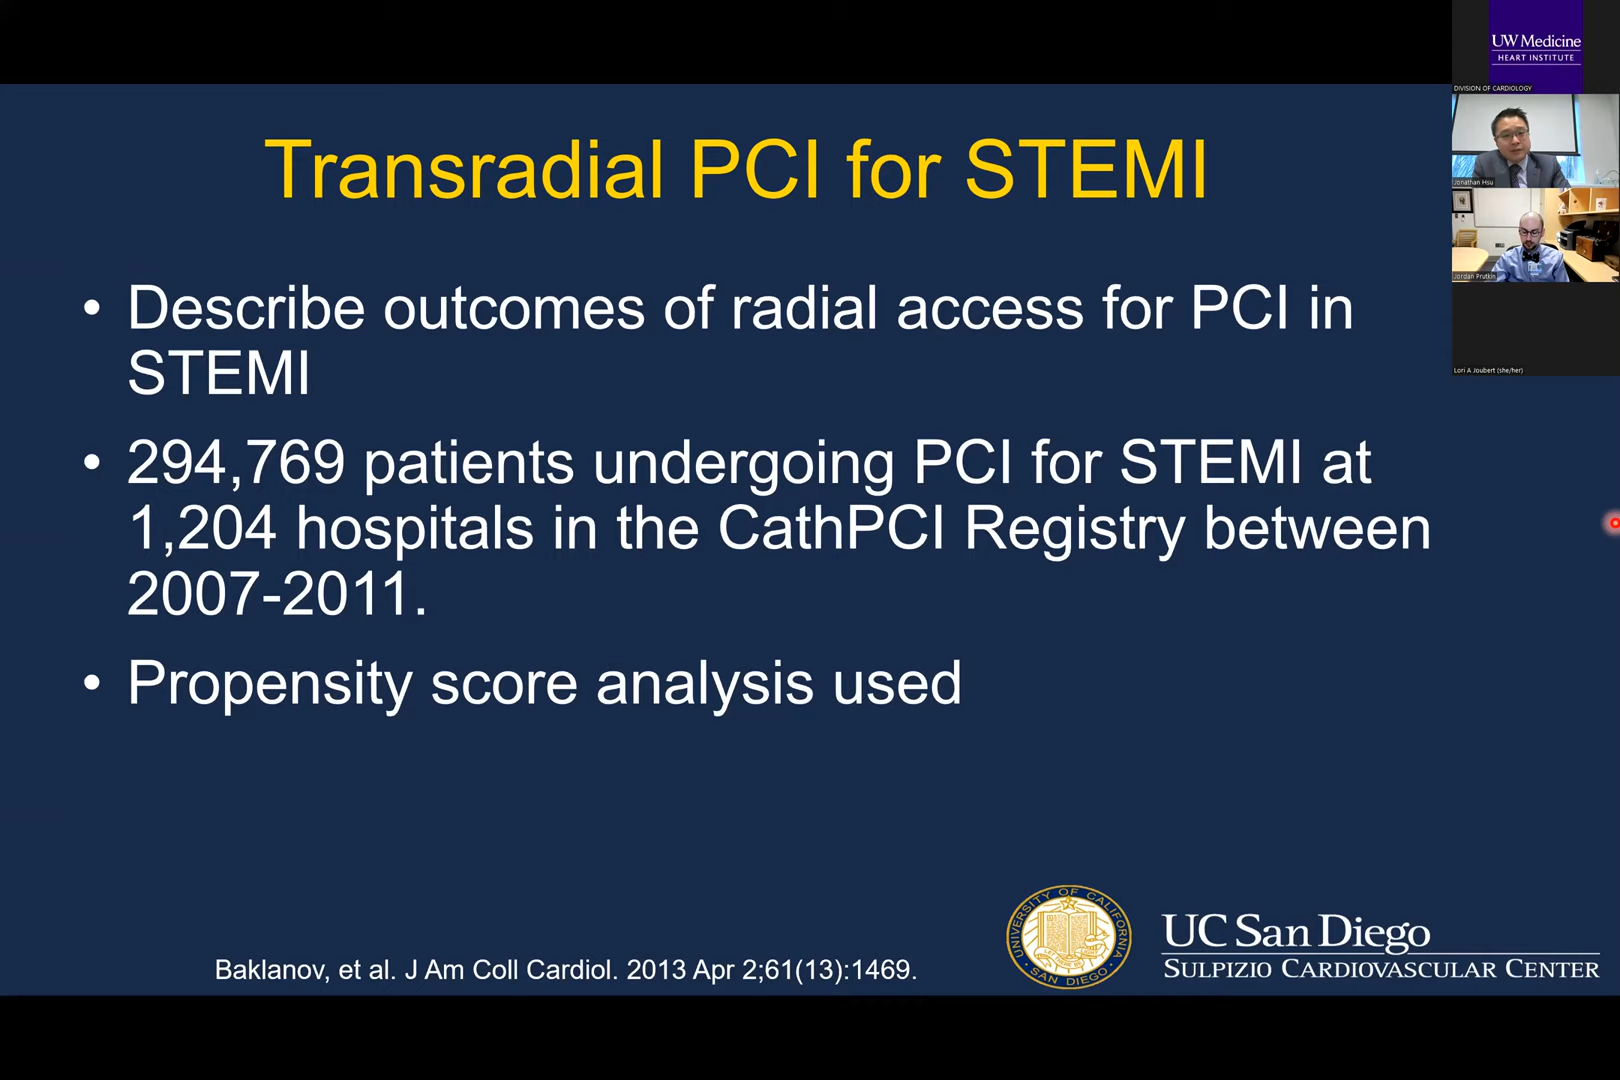 Transradial PCI for STEMI
• Describe outcomes of radial access for PCI in
STEMI
• 294,769 patients undergoing PCI for STEMI at
1,204 hospitals in the CathPCI Registry between
2007-2011.
• Propensity score analysis used
Baklanov, et al. J Am Coll Cardiol. 2013 Apr 2;61(13):1469.
UNIVERSITY OF CALIFORNIA
SAN DIEGO
UC San Diego
SULPIZIO CARDIOVASCULAR CENTER
UW Medicine
HEART INSTITUTE
DIVISION OF CARDIOLOGY
Jonathan Hsu
Jordan Prutkin
Lori A Joubert (she/her)